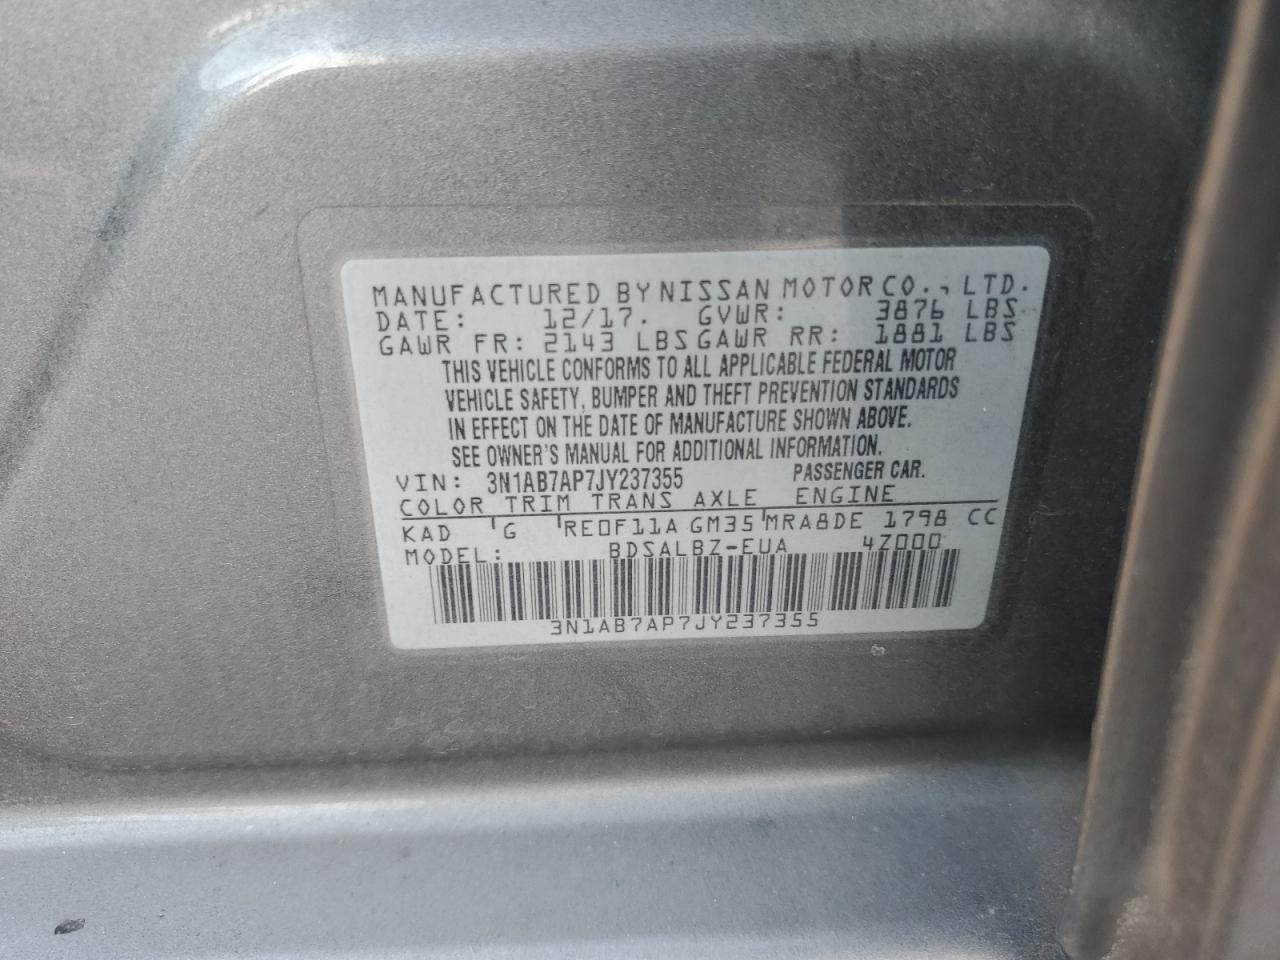 MANUFACTURED BY NISSAN MOTOR CO., LTD.
DATE: 12/17. GVWR: 3876 LBS
GAWR FR: 2143 LBS GAWR RR: 1881 LBS
THIS VEHICLE CONFORMS TO ALL APPLICABLE FEDERAL MOTOR
VEHICLE SAFETY, BUMPER AND THEFT PREVENTION STANDARDS
IN EFFECT ON THE DATE OF MANUFACTURE SHOWN ABOVE.
SEE OWNER'S MANUAL FOR ADDITIONAL INFORMATION.
VIN: 3N1AB7AP7JY237355 PASSENGER CAR.
COLOR TRIM TRANS AXLE ENGINE
KAD G RE0F11A GM35 MRA8DE 1798 CC
MODEL: BDSALBZ-EUA 4Z000
3N1AB7AP7JY237355